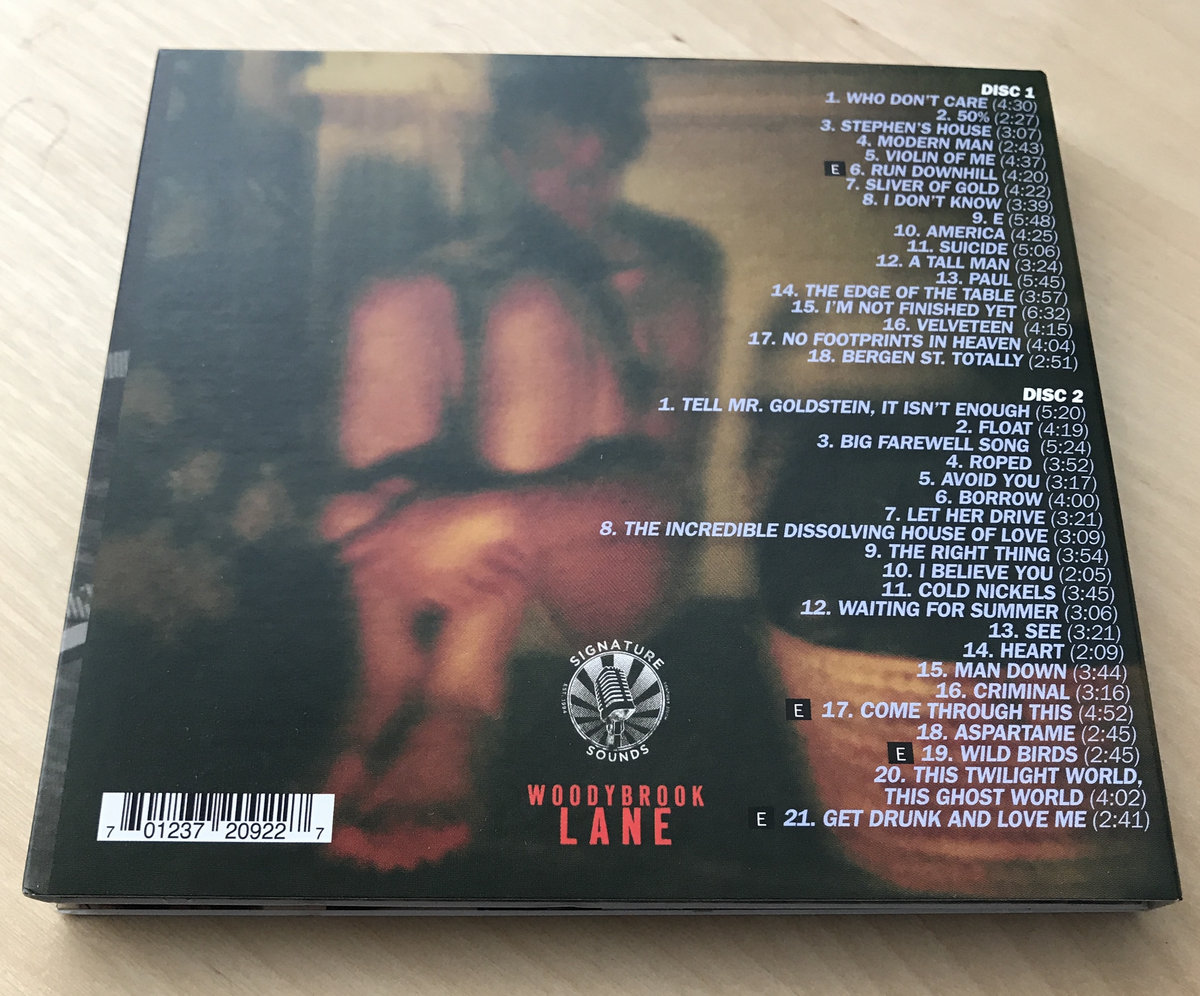 DISC 1
1. WHO DON'T CARE (4:30)
2. 50% (2:27)
3. STEPHEN'S HOUSE (3:07)
4. MODERN MAN (2:43)
5. VIOLIN OF ME (4:37)
E 6. RUN DOWNHILL (4:20)
7. SLIVER OF GOLD (4:22)
8. I DON'T KNOW (3:39)
9. E (5:48)
10. AMERICA (4:25)
11. SUICIDE (5:06)
12. A TALL MAN (3:24)
13. PAUL (5:45)
14. THE EDGE OF THE TABLE (3:57)
15. I'M NOT FINISHED YET (6:32)
16. VELVETEEN (4:15)
17. NO FOOTPRINTS IN HEAVEN (4:04)
18. BERGEN ST. TOTALLY (2:51)
DISC 2
1. TELL MR. GOLDSTEIN, IT ISN'T ENOUGH (5:20)
2. FLOAT (4:19)
3. BIG FAREWELL SONG (5:24)
4. ROPED (3:52)
5. AVOID YOU (3:17)
6. BORROW (4:00)
7. LET HER DRIVE (3:21)
8. THE INCREDIBLE DISSOLVING HOUSE OF LOVE (3:09)
9. THE RIGHT THING (3:54)
10. I BELIEVE YOU (2:05)
11. COLD NICKELS (3:45)
12. WAITING FOR SUMMER (3:06)
13. SEE (3:21)
14. HEART (2:09)
15. MAN DOWN (3:44)
16. CRIMINAL (3:16)
E 17. COME THROUGH THIS (4:52)
18. ASPARTAME (2:45)
E 19. WILD BIRDS (2:45)
20. THIS TWILIGHT WORLD,
THIS GHOST WORLD (4:02)
E 21. GET DRUNK AND LOVE ME (2:41)
SIGNATURE
SOUNDS
WOODYBROOK
LANE
7 01237 20922 7